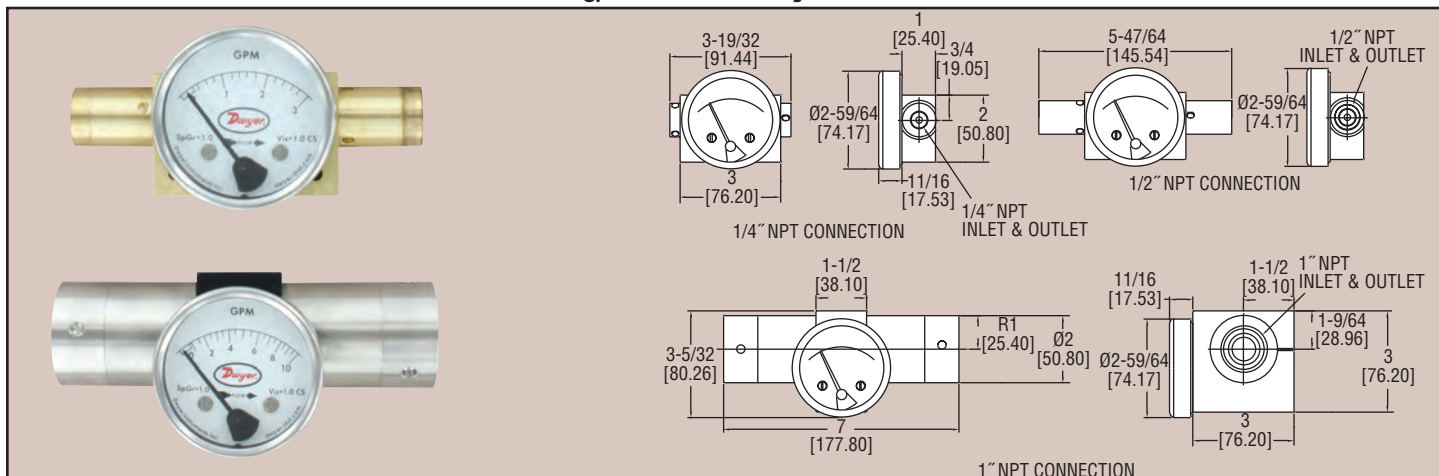 GPM
0 1 2 3
Dwyer
SpGr=1.0 Vis=1.0 CS
FLOW
GPM
0 2 4 6 8 10
Dwyer
SpGr=1.0 Vis=1.0 CS
FLOW
3-19/32
[91.44]
1
[25.40]
3/4
[19.05]
Ø2-59/64
[74.17]
2
[50.80]
3
[76.20]
11/16
[17.53]
1/4˝ NPT
INLET & OUTLET
1/4˝ NPT CONNECTION
5-47/64
[145.54]
1/2˝ NPT
INLET & OUTLET
Ø2-59/64
[74.17]
1/2˝ NPT CONNECTION
1-1/2
[38.10]
3-5/32
[80.26]
R1
[25.40]
Ø2
[50.80]
7
[177.80]
11/16
[17.53]
1-1/2
[38.10]
1˝ NPT
INLET & OUTLET
Ø2-59/64
[74.17]
1-9/64
[28.96]
3
[76.20]
3
[76.20]
1˝ NPT CONNECTION